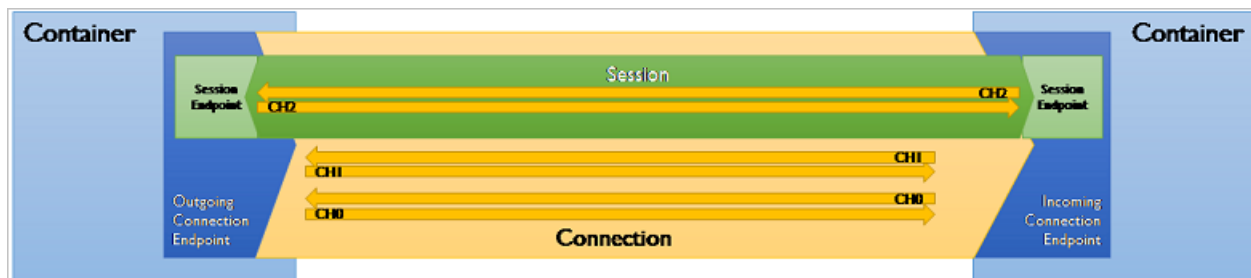 Container
Container
Session
Session
Endpoint
Session
Endpoint
CH2
CH2
CH1
CH1
CH0
CH0
Outgoing
Connection
Endpoint
Incoming
Connection
Endpoint
Connection